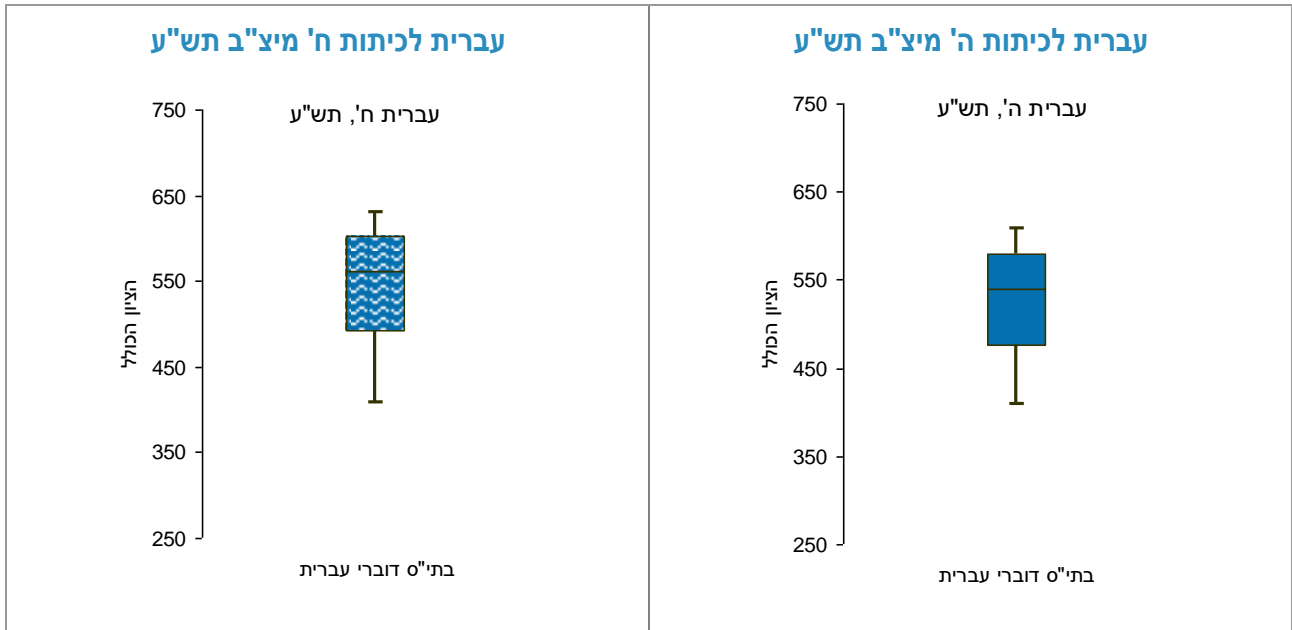 עברית לכיתות ה' מיצ"ב תש"ע
עברית ה', תש"ע
750
650
550
450
350
250
הציון הכולל
בתי"ס דוברי עברית
עברית לכיתות ח' מיצ"ב תש"ע
עברית ח', תש"ע
750
650
550
450
350
250
הציון הכולל
בתי"ס דוברי עברית